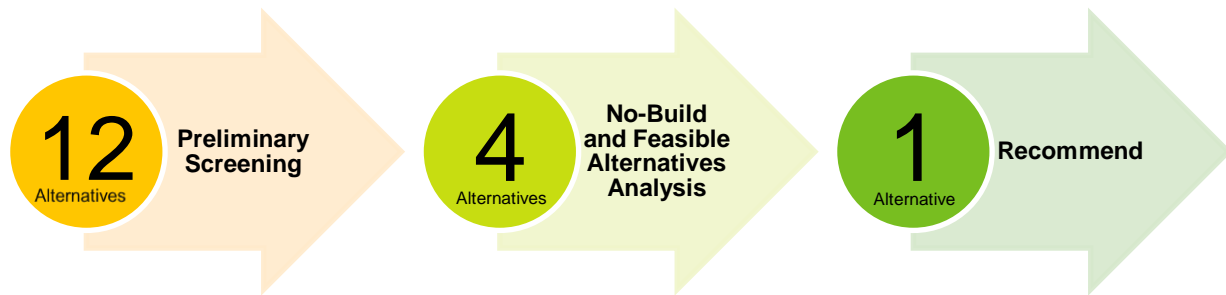 12
Alternatives
Preliminary
Screening
4
Alternatives
No-Build
and Feasible
Alternatives
Analysis
1
Alternative
Recommend